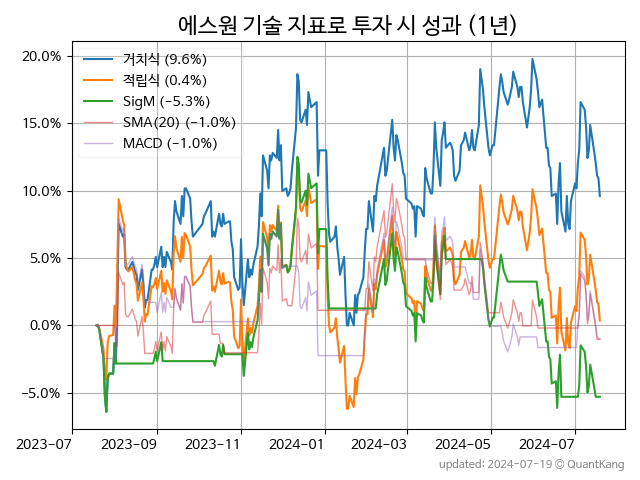 에스원 기술 지표로 투자 시 성과 (1년)
20.0%
15.0%
10.0%
5.0%
0.0%
−5.0%
거치식 (9.6%)
적립식 (0.4%)
SigM (−5.3%)
SMA(20) (−1.0%)
MACD (−1.0%)
2023-07
2023-09
2023-11
2024-01
2024-03
2024-05
2024-07
updated: 2024-07-19 © QuantKang